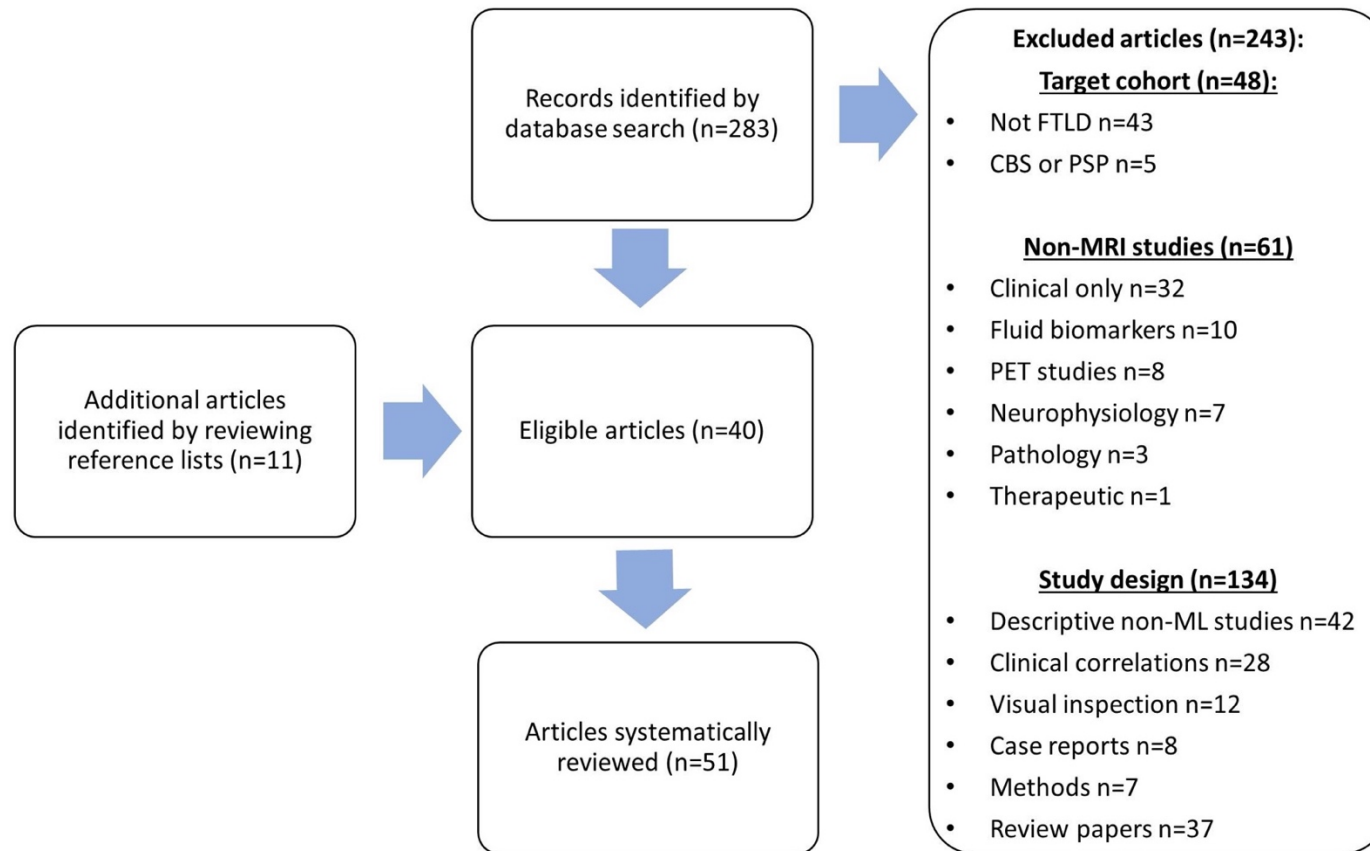 Records identified by
database search (n=283)
Additional articles
identified by reviewing
reference lists (n=11)
Eligible articles (n=40)
Articles systematically
reviewed (n=51)
Excluded articles (n=243):
Target cohort (n=48):
• Not FTLD n=43
• CBS or PSP n=5
Non-MRI studies (n=61)
• Clinical only n=32
• Fluid biomarkers n=10
• PET studies n=8
• Neurophysiology n=7
• Pathology n=3
• Therapeutic n=1
Study design (n=134)
• Descriptive non-ML studies n=42
• Clinical correlations n=28
• Visual inspection n=12
• Case reports n=8
• Methods n=7
• Review papers n=37